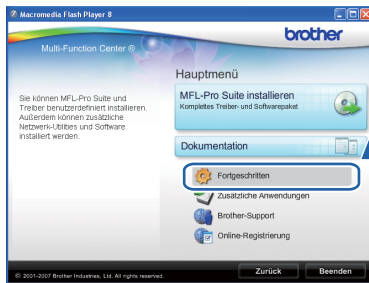 Macromedia Flash Player 8
brother
Multi-Function Center ®
Hauptmenü
Sie können MFL-Pro Suite und
Treiber benutzerdefiniert installieren.
Außerdem können zusätzliche
Netzwerk-Utilities und Software
installiert werden.
MFL-Pro Suite installieren
Komplettes Treiber- und Softwarepaket
Dokumentation
Fortgeschritten
Zusätzliche Anwendungen
Brother-Support
Online-Registrierung
© 2001-2007 Brother Industries, Ltd. All rights reserved.
Zurück
Beenden